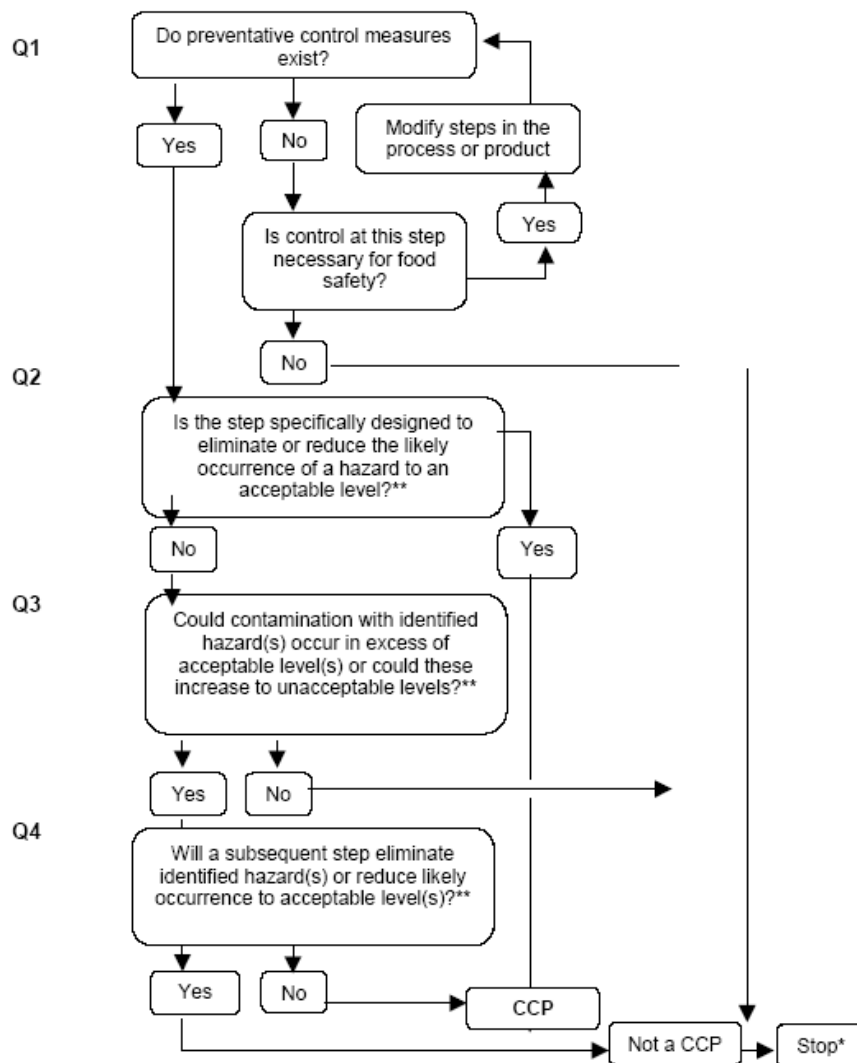 Q1
Do preventative control measures
exist?
Yes
No
Modify steps in the
process or product
Is control at this step
necessary for food
safety?
Yes
No
Q2
Is the step specifically designed to
eliminate or reduce the likely
occurrence of a hazard to an
acceptable level?**
No
Yes
Q3
Could contamination with identified
hazard(s) occur in excess of
acceptable level(s) or could these
increase to unacceptable levels?**
Yes
No
Q4
Will a subsequent step eliminate
identified hazard(s) or reduce likely
occurrence to acceptable level(s)?**
Yes
No
CCP
Not a CCP
Stop*